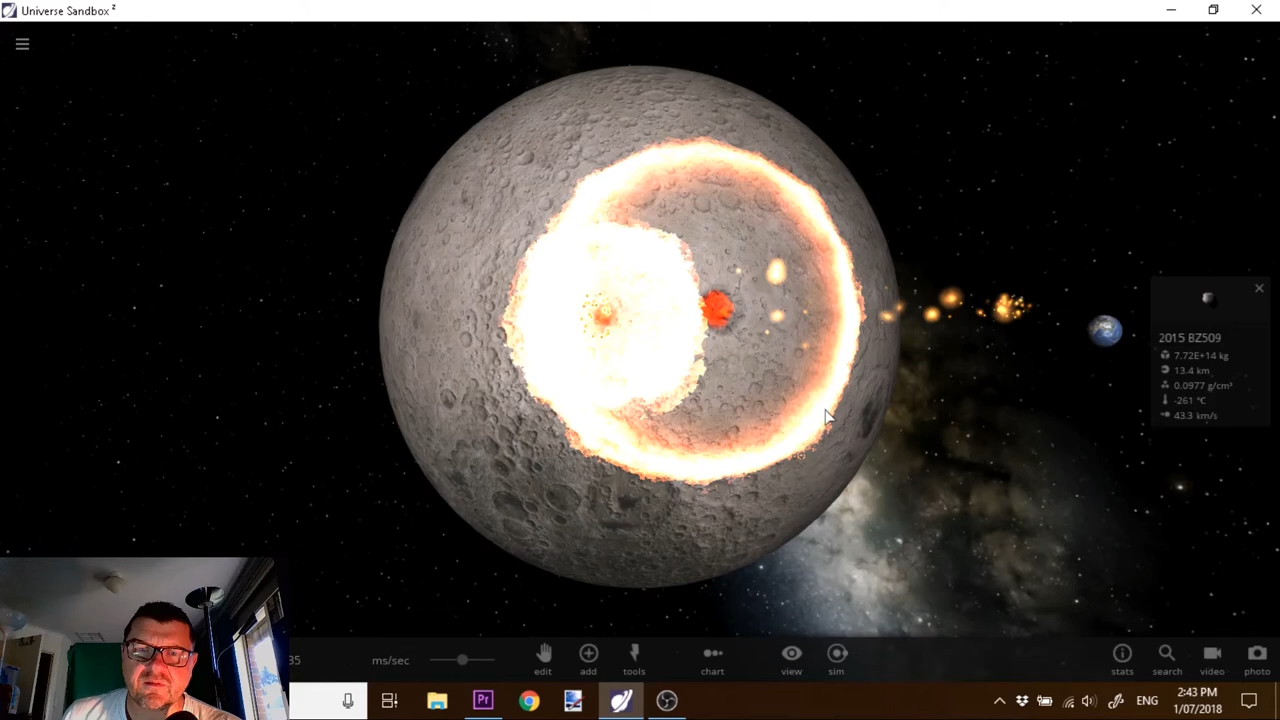 Universe Sandbox ²
2015 BZ509
7.72E+14 kg
13.4 km
0.0977 g/cm³
-261 °C
43.3 km/s
35 ms/sec
edit add tools chart view sim stats search video photo
Pr
ENG
2:43 PM
1/07/2018